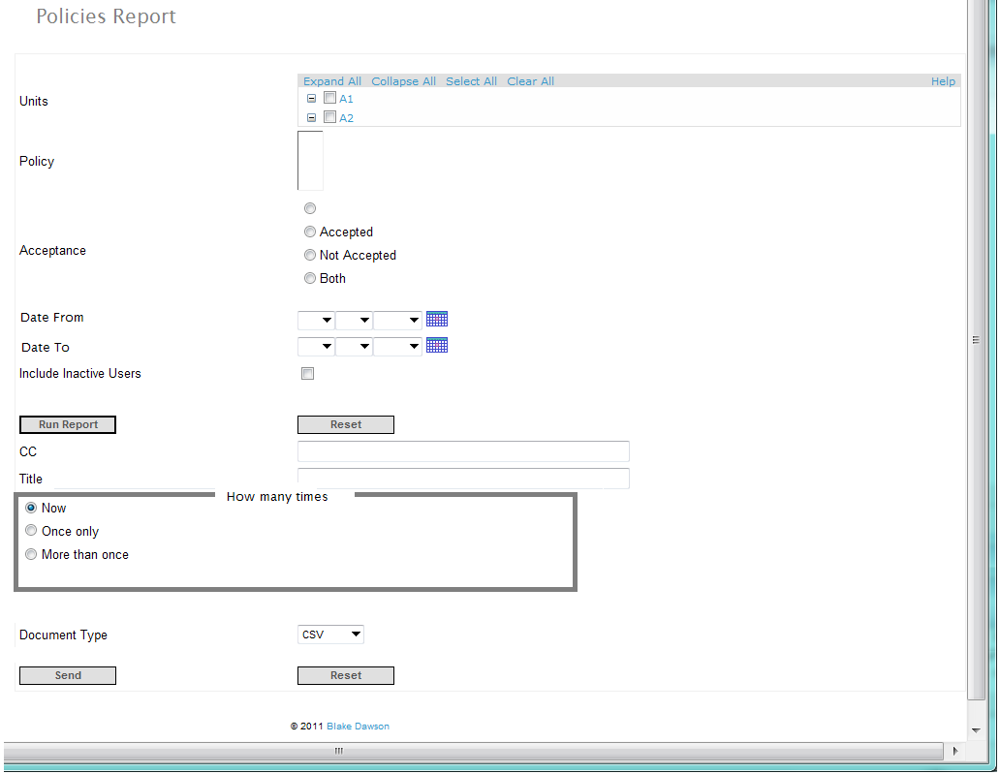 Policies Report
Expand All Collapse All Select All Clear All Help
Units
A1
A2
Policy
Acceptance
Accepted
Not Accepted
Both
Date From
Date To
Include Inactive Users
Run Report Reset
CC
Title
How many times
Now
Once only
More than once
Document Type CSV
Send Reset
© 2011 Blake Dawson